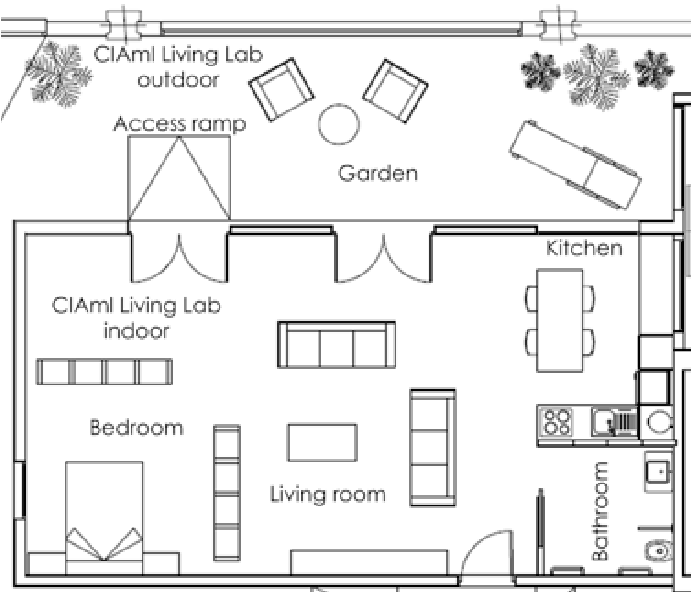 CIAmI Living Lab
outdoor
Access ramp
Garden
Kitchen
CIAmI Living Lab
indoor
Bedroom
Living room
Bathroom